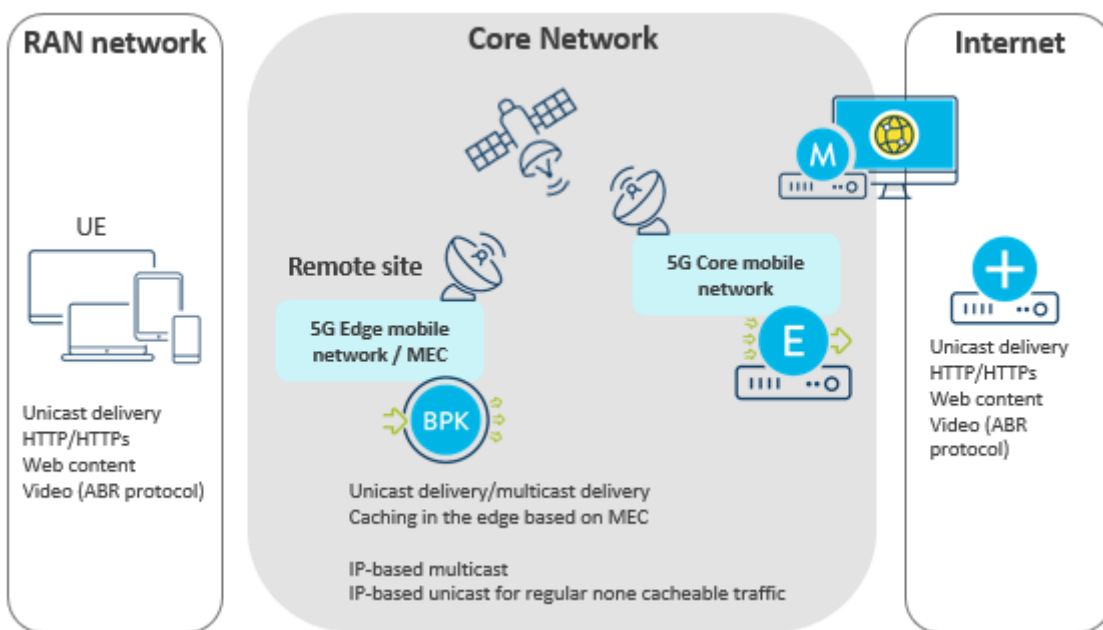 RAN network
Core Network
Internet
M
UE
Remote site
5G Core mobile
network
5G Edge mobile
network / MEC
E
BPK
Unicast delivery
HTTP/HTTPs
Web content
Video (ABR protocol)
Unicast delivery/multicast delivery
Caching in the edge based on MEC
IP-based multicast
IP-based unicast for regular none cacheable traffic
Unicast delivery
HTTP/HTTPs
Web content
Video (ABR
protocol)